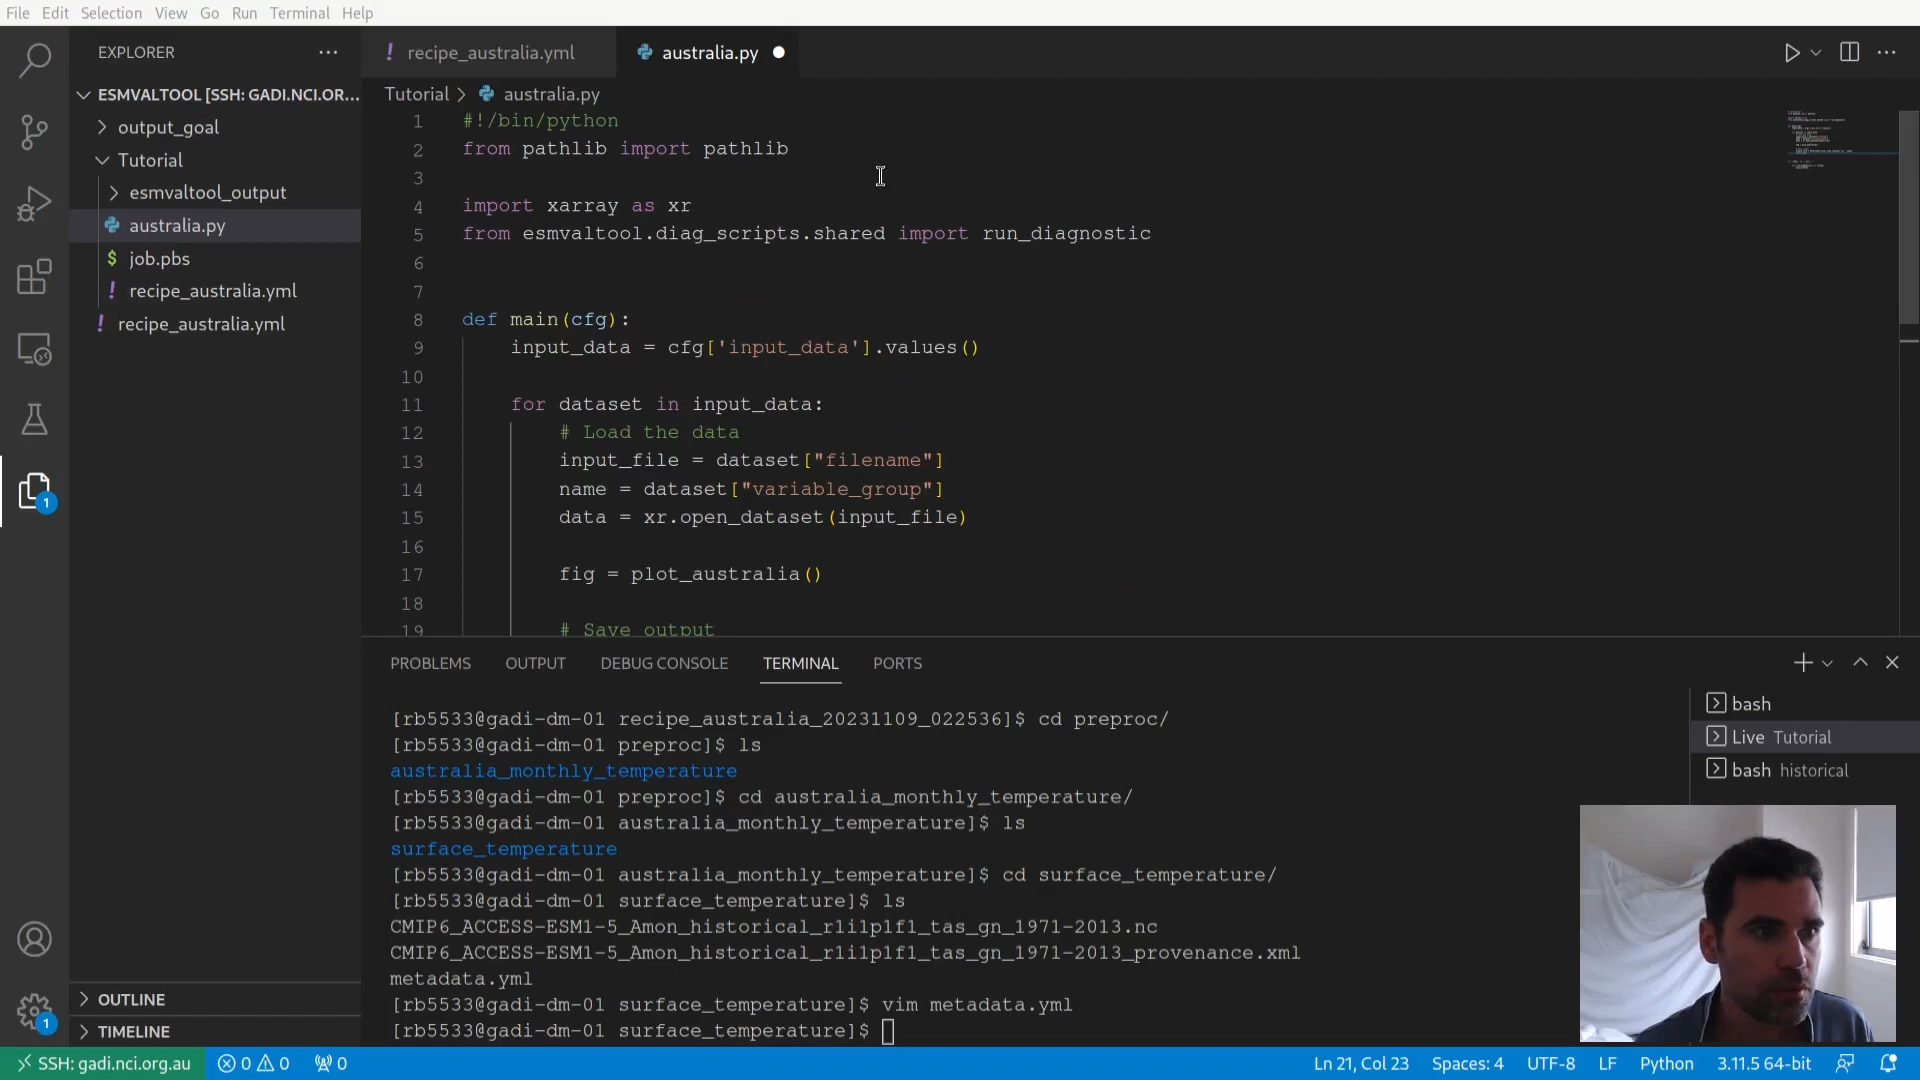 File Edit Selection View Go Run Terminal Help
EXPLORER ···
recipe_australia.yml
australia.py
ESMVALTOOL [SSH: GADI.NCI.OR...
output_goal
Tutorial
esmvaltool_output
australia.py
$ job.pbs
! recipe_australia.yml
! recipe_australia.yml
OUTLINE
TIMELINE
Tutorial > australia.py
1 #!/bin/python
2 from pathlib import pathlib
3
4 import xarray as xr
5 from esmvaltool.diag_scripts.shared import run_diagnostic
6
7
8 def main(cfg):
9 input_data = cfg['input_data'].values()
10
11 for dataset in input_data:
12 # Load the data
13 input_file = dataset["filename"]
14 name = dataset["variable_group"]
15 data = xr.open_dataset(input_file)
16
17 fig = plot_australia()
18
19 # Save output
PROBLEMS OUTPUT DEBUG CONSOLE TERMINAL PORTS
[rb5533@gadi-dm-01 recipe_australia_20231109_022536]$ cd preproc/
[rb5533@gadi-dm-01 preproc]$ ls
australia_monthly_temperature
[rb5533@gadi-dm-01 preproc]$ cd australia_monthly_temperature/
[rb5533@gadi-dm-01 australia_monthly_temperature]$ ls
surface_temperature
[rb5533@gadi-dm-01 australia_monthly_temperature]$ cd surface_temperature/
[rb5533@gadi-dm-01 surface_temperature]$ ls
CMIP6_ACCESS-ESM1-5_Amon_historical_r1i1p1f1_tas_gn_1971-2013.nc
CMIP6_ACCESS-ESM1-5_Amon_historical_r1i1p1f1_tas_gn_1971-2013_provenance.xml
metadata.yml
[rb5533@gadi-dm-01 surface_temperature]$ vim metadata.yml
[rb5533@gadi-dm-01 surface_temperature]$
bash
Live Tutorial
bash historical
1
1
SSH: gadi.nci.org.au 0 0 0 Ln 21, Col 23 Spaces: 4 UTF-8 LF Python 3.11.5 64-bit